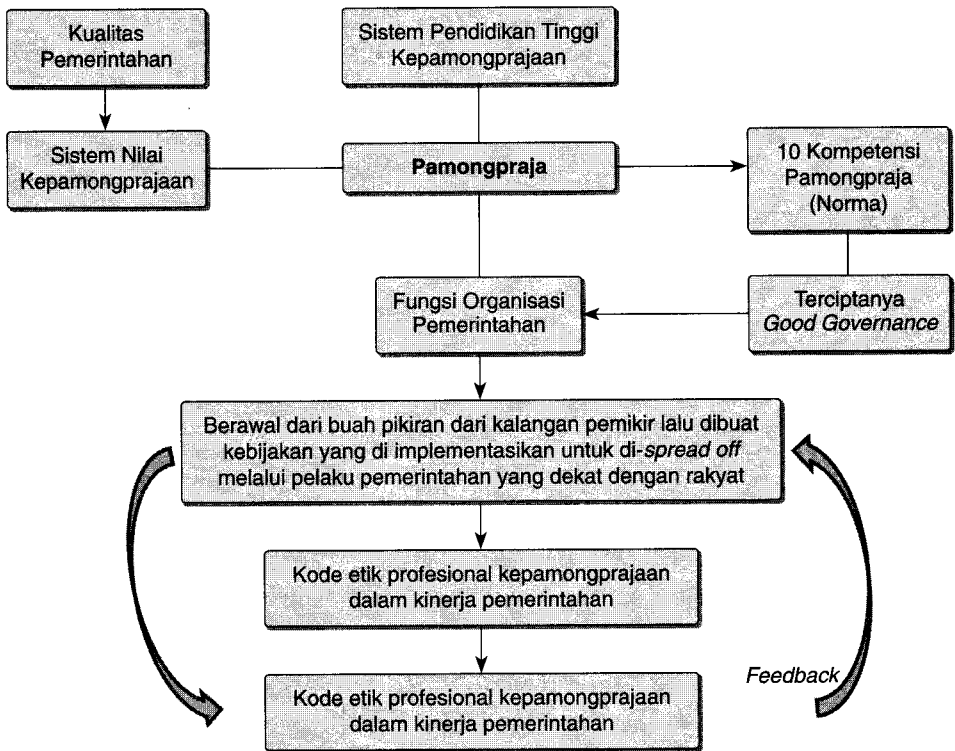 Kualitas
Pemerintahan
Sistem Pendidikan Tinggi
Kepamongprajaan
Sistem Nilai
Kepamongprajaan
Pamongpraja
10 Kompetensi
Pamongpraja
(Norma)
Fungsi Organisasi
Pemerintahan
Terciptanya
Good Governance
Berawal dari buah pikiran dari kalangan pemikir lalu dibuat
kebijakan yang di implementasikan untuk di-spread off
melalui pelaku pemerintahan yang dekat dengan rakyat
Kode etik profesional kepamongprajaan
dalam kinerja pemerintahan
Feedback
Kode etik profesional kepamongprajaan
dalam kinerja pemerintahan